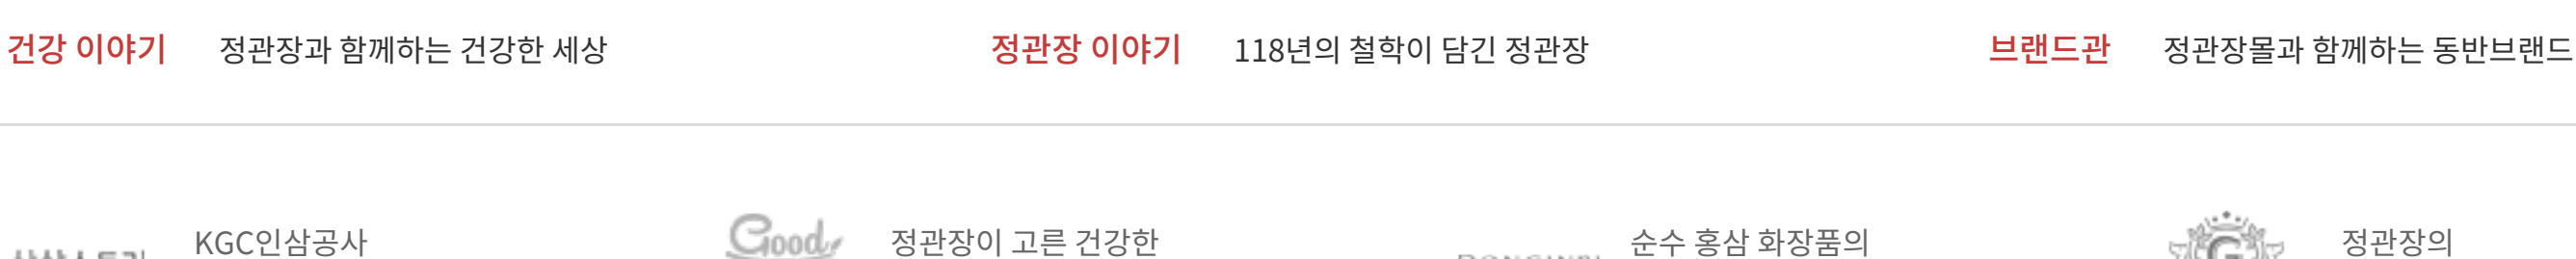 건강 이야기 정관장과 함께하는 건강한 세상 정관장 이야기 118년의 철학이 담긴 정관장 브랜드관 정관장몰과 함께하는 동반브랜드
KGC인삼공사 Good 정관장이 고른 건강한 순수 홍삼 화장품의 G 정관장의